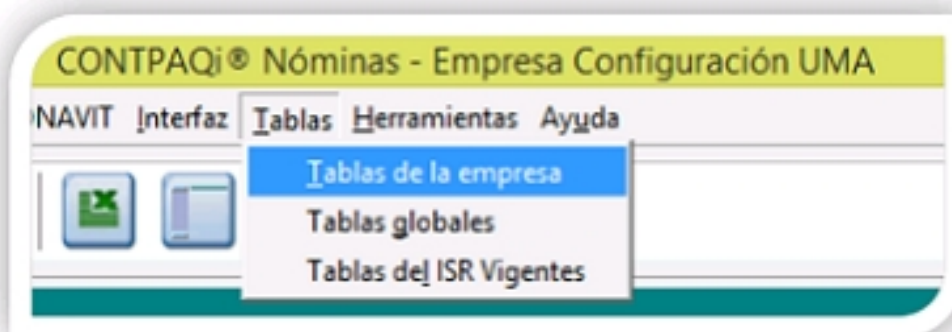 CONTPAQi® Nóminas - Empresa Configuración UMA
NAVIT Interfaz Tablas Herramientas Ayuda
Tablas de la empresa
Tablas globales
Tablas del ISR Vigentes